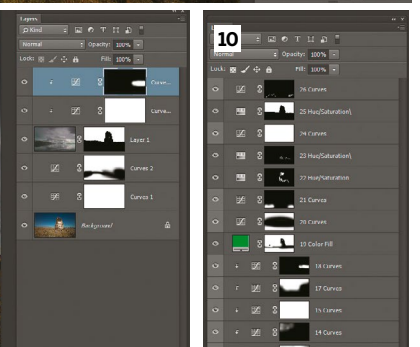 Layers
Kind
Normal
Opacity: 100%
Lock:
Fill: 100%
Curve...
Curve...
Layer 1
Curves 2
Curves 1
Background
10
Opacity: 100%
Lock:
Fill: 100%
26 Curves
25 Hue/Saturation\
24 Curves
23 Hue/Saturation\
22 Hue/Saturation
21 Curves
20 Curves
19 Color Fill
18 Curves
17 Curves
15 Curves
14 Curves